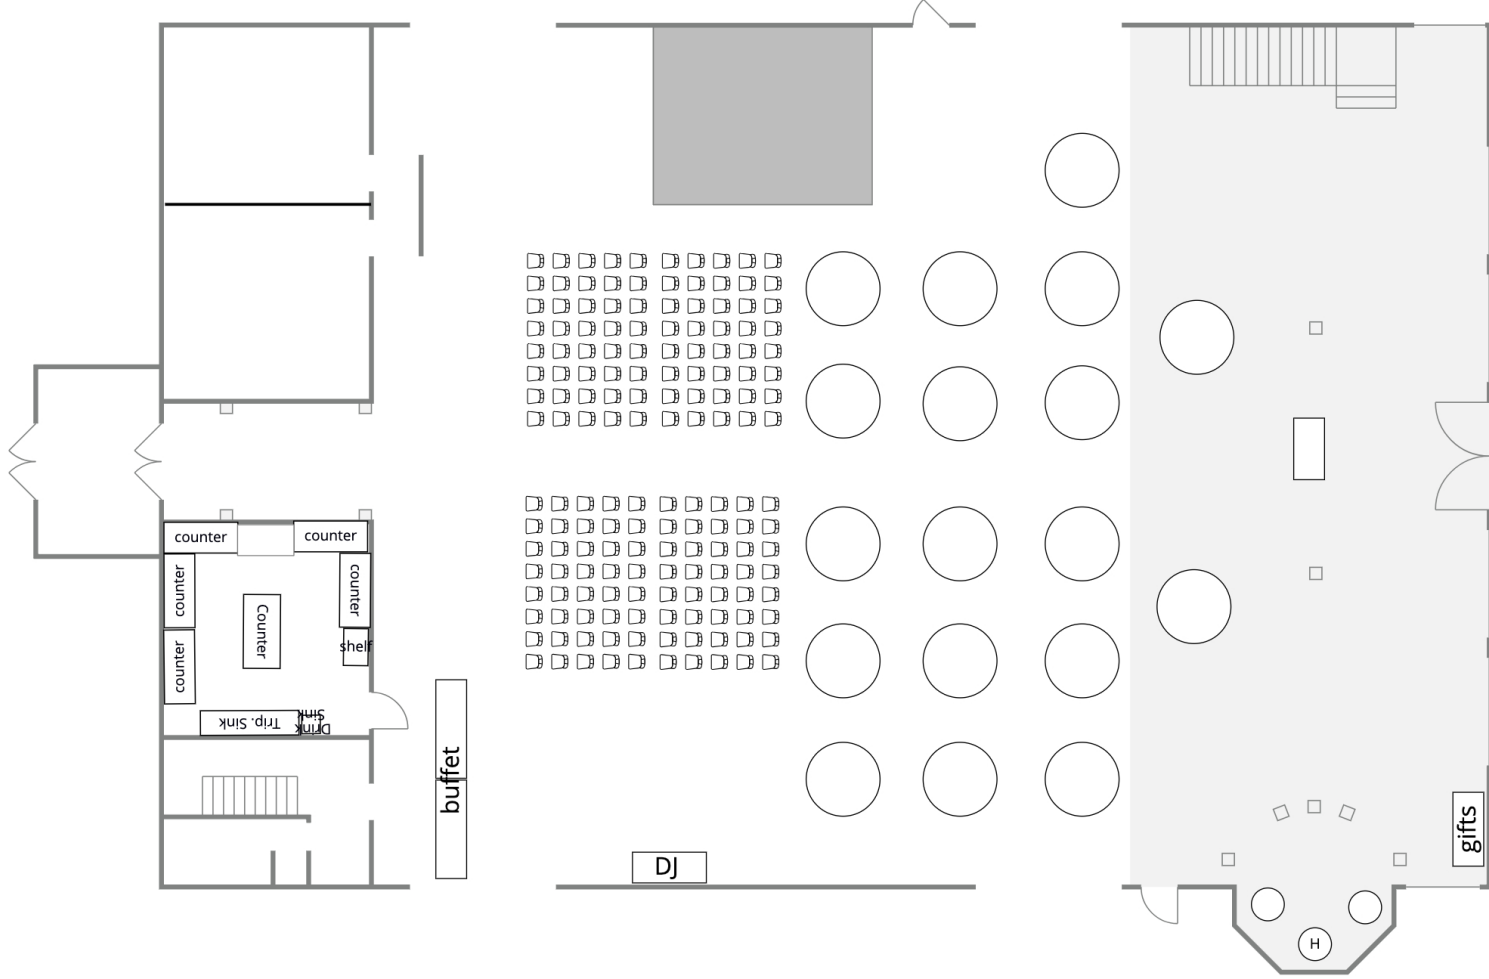 counter
counter
counter
counter
Counter
shelf
counter
Trip. Sink
Drink
Sink
buffet
DJ
gifts
H